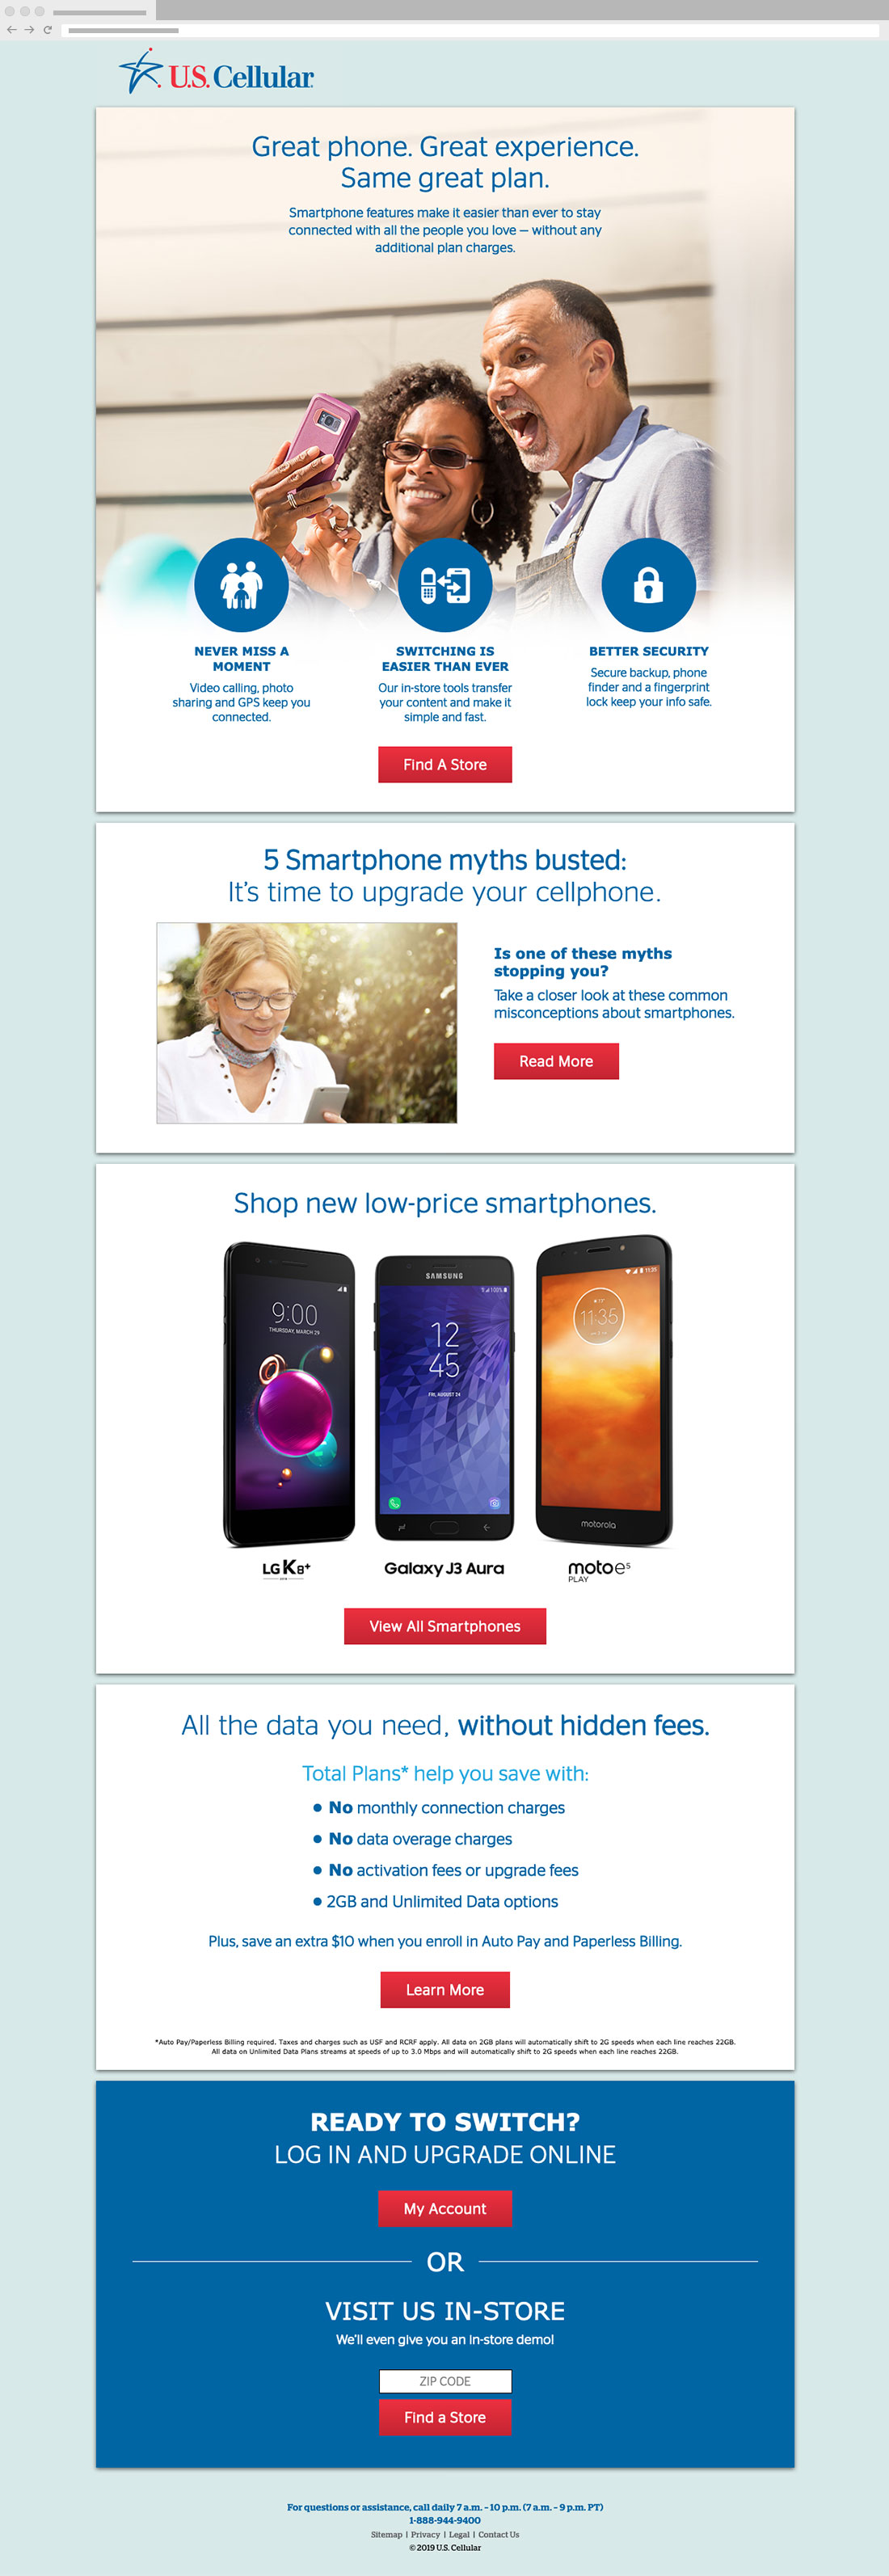 U.S. Cellular
Great phone. Great experience.
Same great plan.
Smartphone features make it easier than ever to stay
connected with all the people you love – without any
additional plan charges.
NEVER MISS A
MOMENT
Video calling, photo
sharing and GPS keep you
connected.
SWITCHING IS
EASIER THAN EVER
Our in-store tools transfer
your content and make it
simple and fast.
BETTER SECURITY
Secure backup, phone
finder and a fingerprint
lock keep your info safe.
Find A Store
5 Smartphone myths busted:
It's time to upgrade your cellphone.
Is one of these myths
stopping you?
Take a closer look at these common
misconceptions about smartphones.
Read More
Shop new low-price smartphones.
9:00
THURSDAY, MARCH 29
SAMSUNG
100%
12
45
FRI, AUGUST 24
11:35
11:35
motorola
LG K8+
Galaxy J3 Aura
moto e5
PLAY
View All Smartphones
All the data you need, without hidden fees.
Total Plans* help you save with:
• No monthly connection charges
• No data overage charges
• No activation fees or upgrade fees
• 2GB and Unlimited Data options
Plus, save an extra $10 when you enroll in Auto Pay and Paperless Billing.
Learn More
*Auto Pay/Paperless Billing required. Taxes and charges such as USF and RCRF apply. All data on 2GB plans will automatically shift to 2G speeds when each line reaches 22GB.
All data on Unlimited Data Plans streams at speeds of up to 3.0 Mbps and will automatically shift to 2G speeds when each line reaches 22GB.
READY TO SWITCH?
LOG IN AND UPGRADE ONLINE
My Account
OR
VISIT US IN-STORE
We'll even give you an in-store demo!
ZIP CODE
Find a Store
For questions or assistance, call daily 7 a.m. – 10 p.m. (7 a.m. – 9 p.m. PT)
1-888-944-9400
Sitemap | Privacy | Legal | Contact Us
© 2019 U.S. Cellular